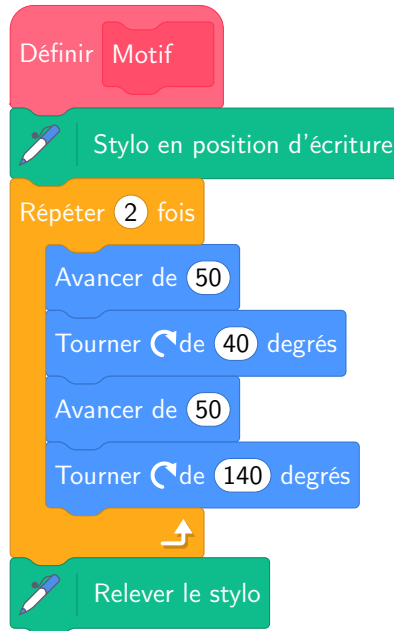 Définir Motif
Stylo en position d'écriture
Répéter 2 fois
Avancer de 50
Tourner de 40 degrés
Avancer de 50
Tourner de 140 degrés
Relever le stylo